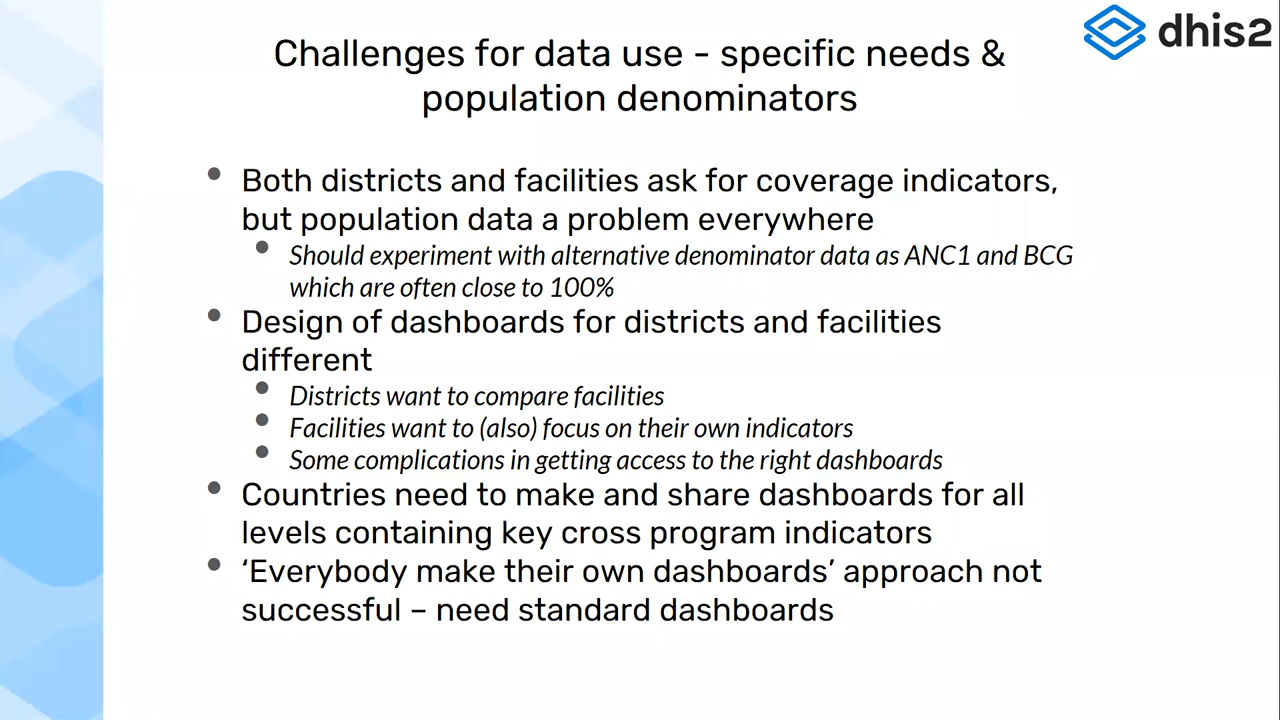 dhis2
Challenges for data use - specific needs &
population denominators
• Both districts and facilities ask for coverage indicators,
but population data a problem everywhere
• Should experiment with alternative denominator data as ANC1 and BCG
which are often close to 100%
• Design of dashboards for districts and facilities
different
• Districts want to compare facilities
• Facilities want to (also) focus on their own indicators
• Some complications in getting access to the right dashboards
• Countries need to make and share dashboards for all
levels containing key cross program indicators
• ‘Everybody make their own dashboards’ approach not
successful – need standard dashboards